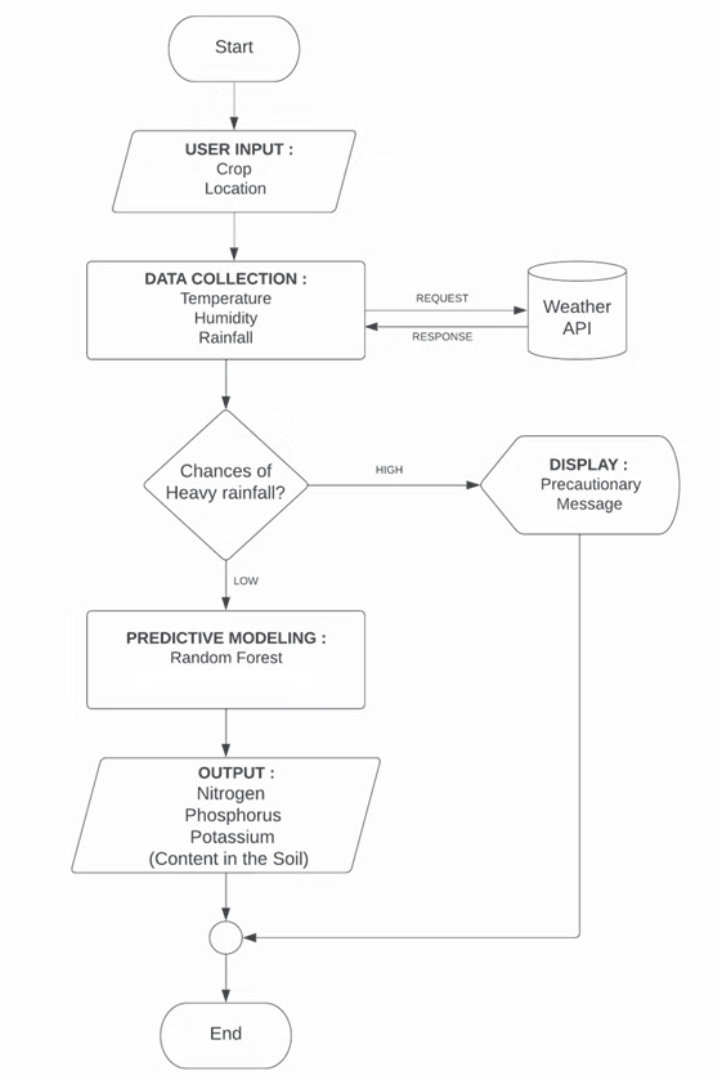 Start
USER INPUT :
Crop
Location
DATA COLLECTION :
Temperature
Humidity
Rainfall
REQUEST
RESPONSE
Weather
API
Chances of
Heavy rainfall?
HIGH
DISPLAY :
Precautionary
Message
LOW
PREDICTIVE MODELING :
Random Forest
OUTPUT :
Nitrogen
Phosphorus
Potassium
(Content in the Soil)
End